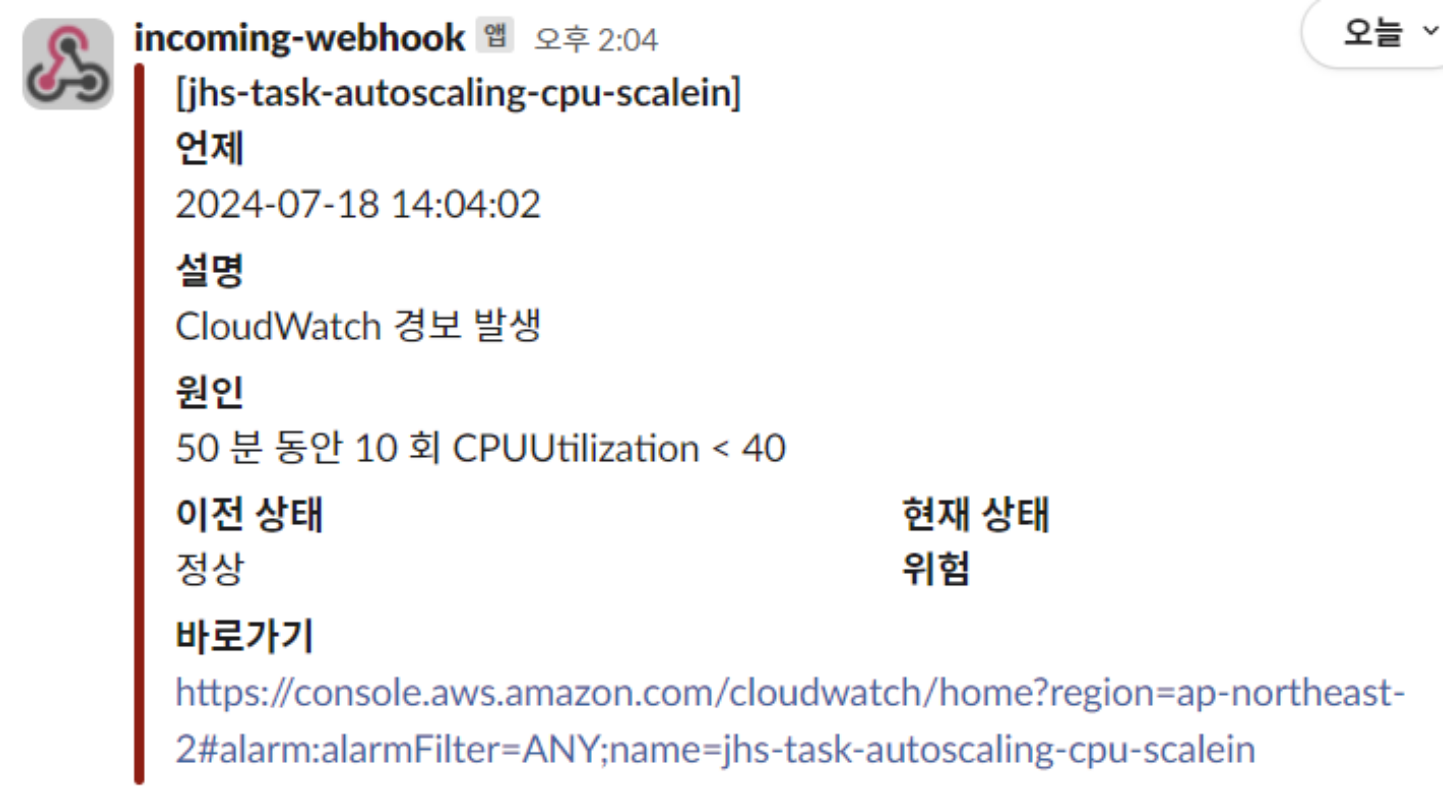 incoming-webhook 앱 오후 2:04
오늘
[jhs-task-autoscaling-cpu-scalein]
언제
2024-07-18 14:04:02
설명
CloudWatch 경보 발생
원인
50 분 동안 10 회 CPUUtilization < 40
이전 상태 현재 상태
정상 위험
바로가기
https://console.aws.amazon.com/cloudwatch/home?region=ap-northeast-
2#alarm:alarmFilter=ANY;name=jhs-task-autoscaling-cpu-scalein